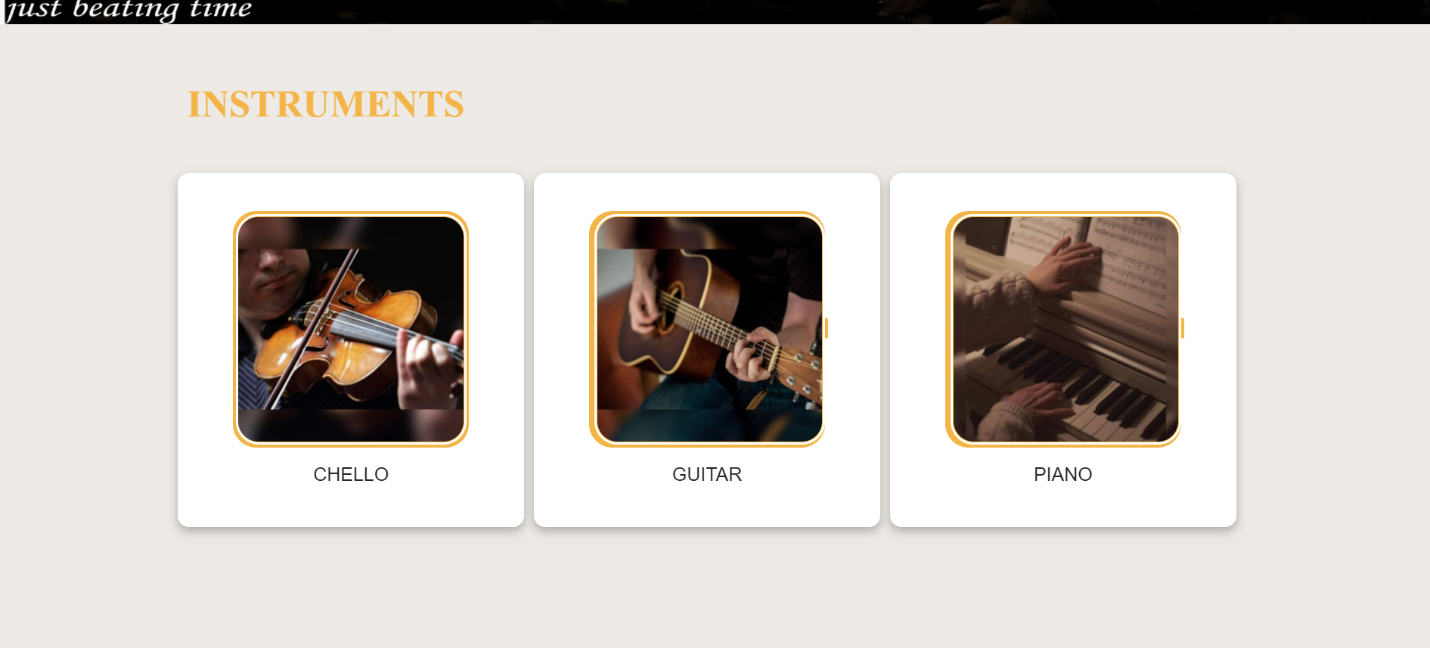 just beating time
INSTRUMENTS
CHELLO
GUITAR
PIANO